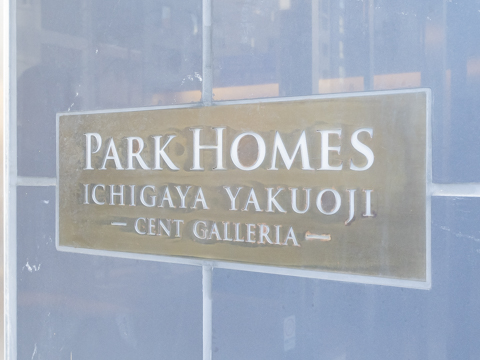 PARK HOMES
ICHIGAYA YAKUOJI
— CENT GALLERIA —